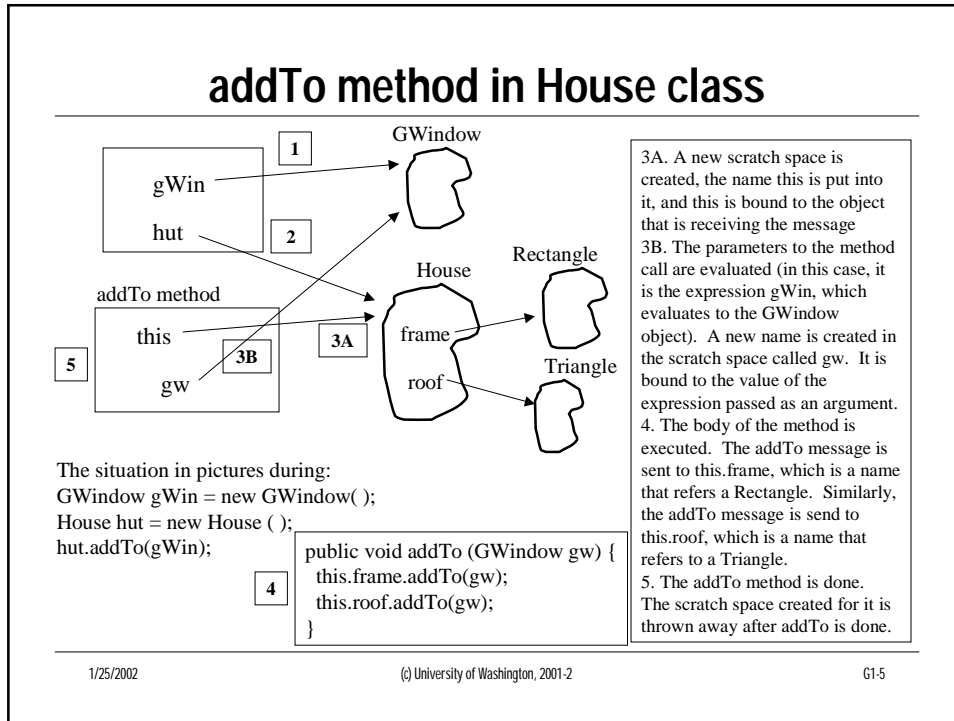 addTo method in House class
1
GWindow
gWin
hut
2
House
Rectangle
addTo method
this
3A
frame
5
3B
gw
roof
Triangle
The situation in pictures during:
GWindow gWin = new GWindow( );
House hut = new House ( );
hut.addTo(gWin);
4
public void addTo (GWindow gw) {
this.frame.addTo(gw);
this.roof.addTo(gw);
}
3A. A new scratch space is
created, the name this is put into
it, and this is bound to the object
that is receiving the message
3B. The parameters to the method
call are evaluated (in this case, it
is the expression gWin, which
evaluates to the GWindow
object). A new name is created in
the scratch space called gw. It is
bound to the value of the
expression passed as an argument.
4. The body of the method is
executed. The addTo message is
sent to this.frame, which is a name
that refers a Rectangle. Similarly,
the addTo message is send to
this.roof, which is a name that
refers to a Triangle.
5. The addTo method is done.
The scratch space created for it is
thrown away after addTo is done.
1/25/2002
(c) University of Washington, 2001-2
G1-5